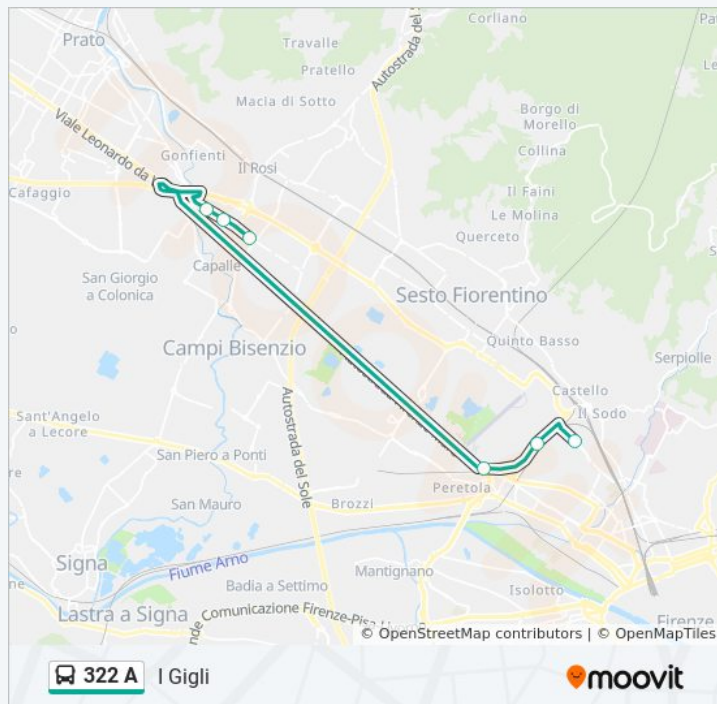 Corliano
Prato
Travalle
Pratello
Autostrada del S
Macia di Sotto
Borgo di
Morello
Viale Leonardo da
Gonfienti
Collina
Il Rosi
Il Faini
Cafaggio
Le Molina
Querceto
San Giorgio
a Colonica
Capalle
Sesto Fiorentino
Campi Bisenzio
Quinto Basso
Serpiolle
Castello
Il Sodo
Sant'Angelo
a Lecore
Autostrada del Sole
San Piero a Ponti
Peretola
San Mauro
Brozzi
Signa
Fiume Arno
Mantignano
Isolotto
Badia a Settimo
Lastra a Signa
nde Comunicazione Firenze-Pisa
Firenze
© OpenStreetMap contributors | © OpenMapTiles
322 A I Gigli
moovit